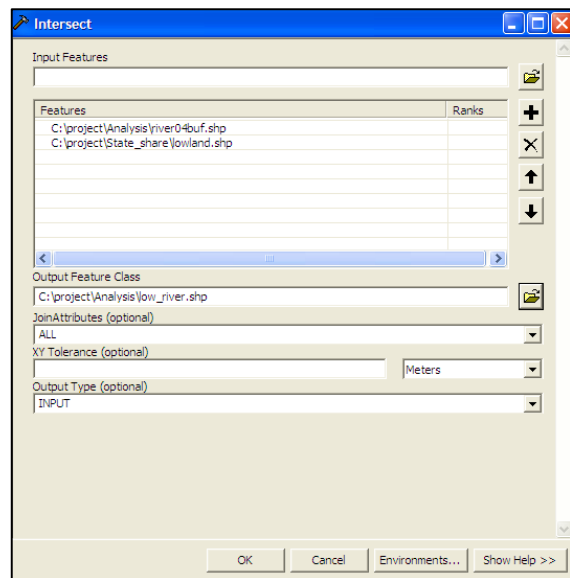 Intersect
Input Features
Features Ranks
C:\project\Analysis\river04buf.shp
C:\project\State_share\lowland.shp
Output Feature Class
C:\project\Analysis\low_river.shp
JoinAttributes (optional)
ALL
XY Tolerance (optional)
Meters
Output Type (optional)
INPUT
OK Cancel Environments... Show Help >>